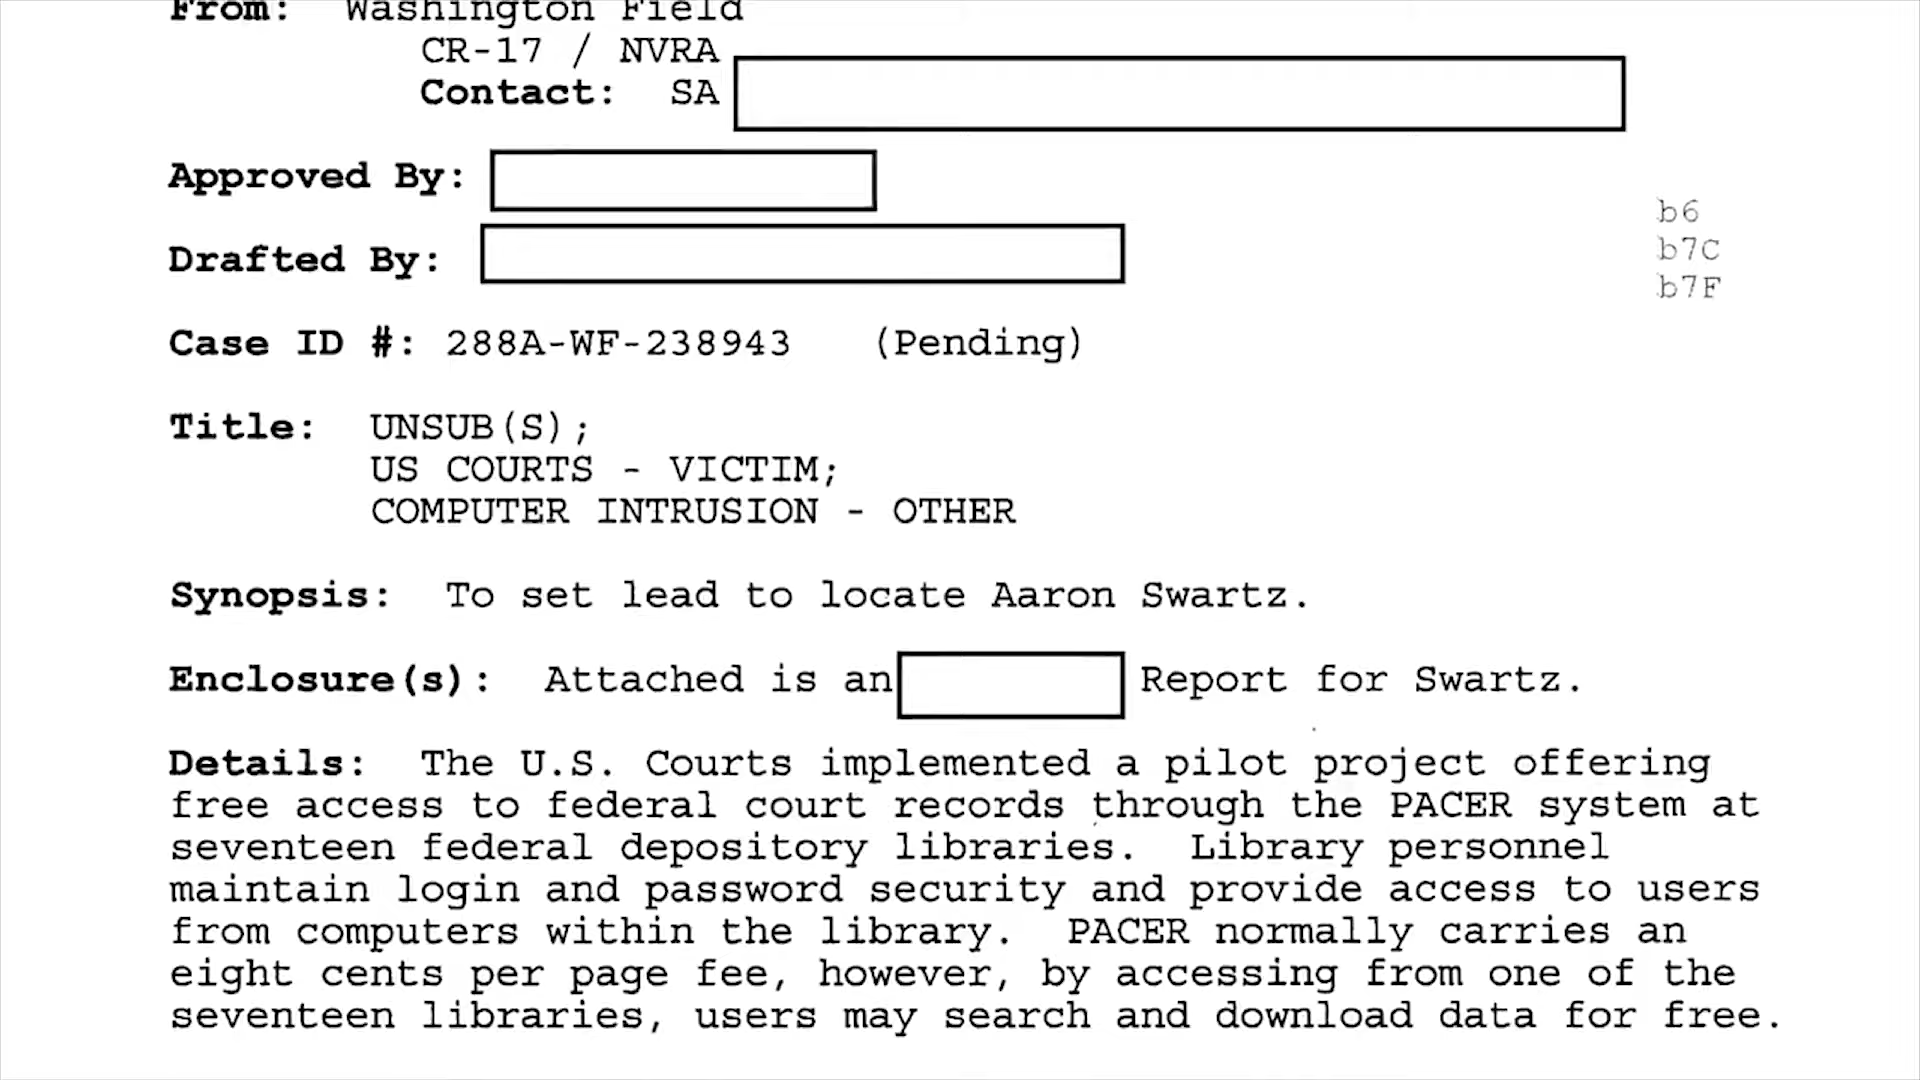 From: Washington Field
CR-17 / NVRA
Contact: SA
Approved By:
b6
b7C
Drafted By:
b7F
Case ID #: 288A-WF-238943 (Pending)
Title: UNSUB(S);
US COURTS - VICTIM;
COMPUTER INTRUSION - OTHER
Synopsis: To set lead to locate Aaron Swartz.
Enclosure(s): Attached is an Report for Swartz.
Details: The U.S. Courts implemented a pilot project offering
free access to federal court records through the PACER system at
seventeen federal depository libraries. Library personnel
maintain login and password security and provide access to users
from computers within the library. PACER normally carries an
eight cents per page fee, however, by accessing from one of the
seventeen libraries, users may search and download data for free.